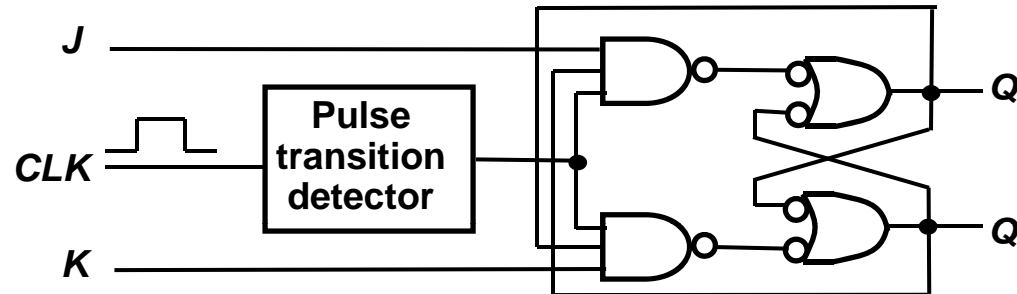 J
Pulse
transition
detector
CLK
K
Q
Q